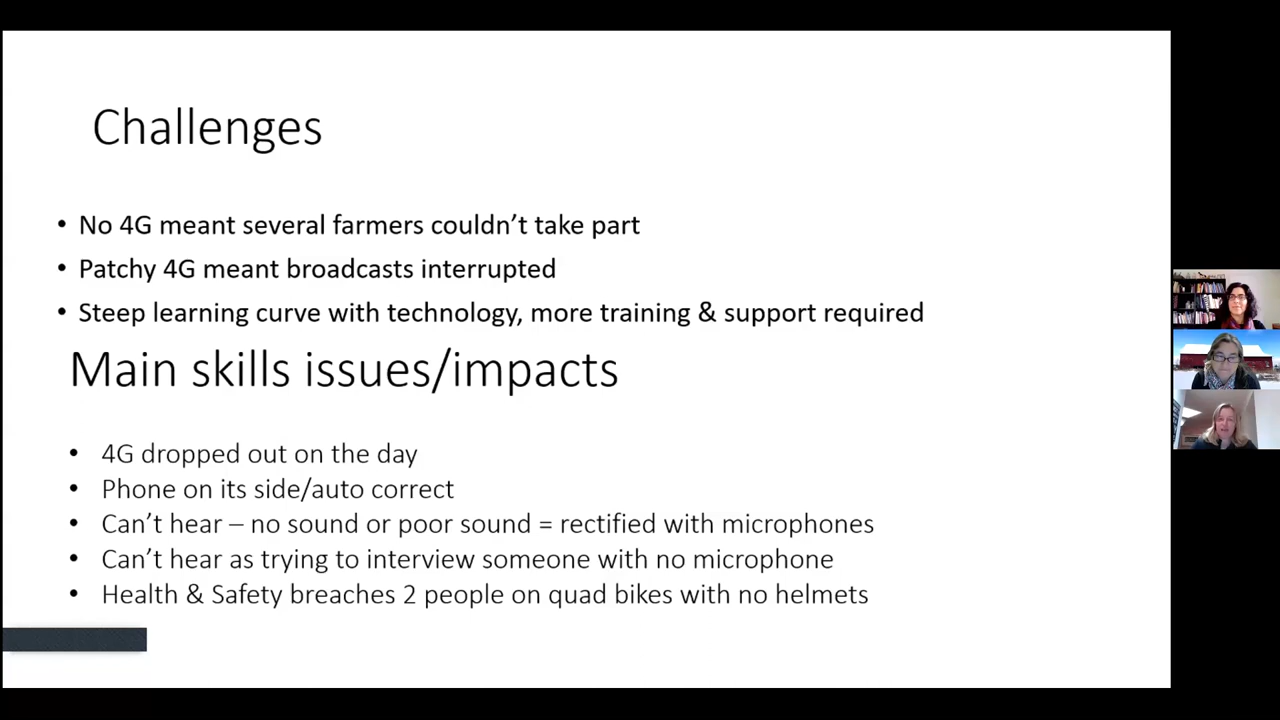 Challenges
• No 4G meant several farmers couldn’t take part
• Patchy 4G meant broadcasts interrupted
• Steep learning curve with technology, more training & support required
Main skills issues/impacts
• 4G dropped out on the day
• Phone on its side/auto correct
• Can’t hear – no sound or poor sound = rectified with microphones
• Can’t hear as trying to interview someone with no microphone
• Health & Safety breaches 2 people on quad bikes with no helmets